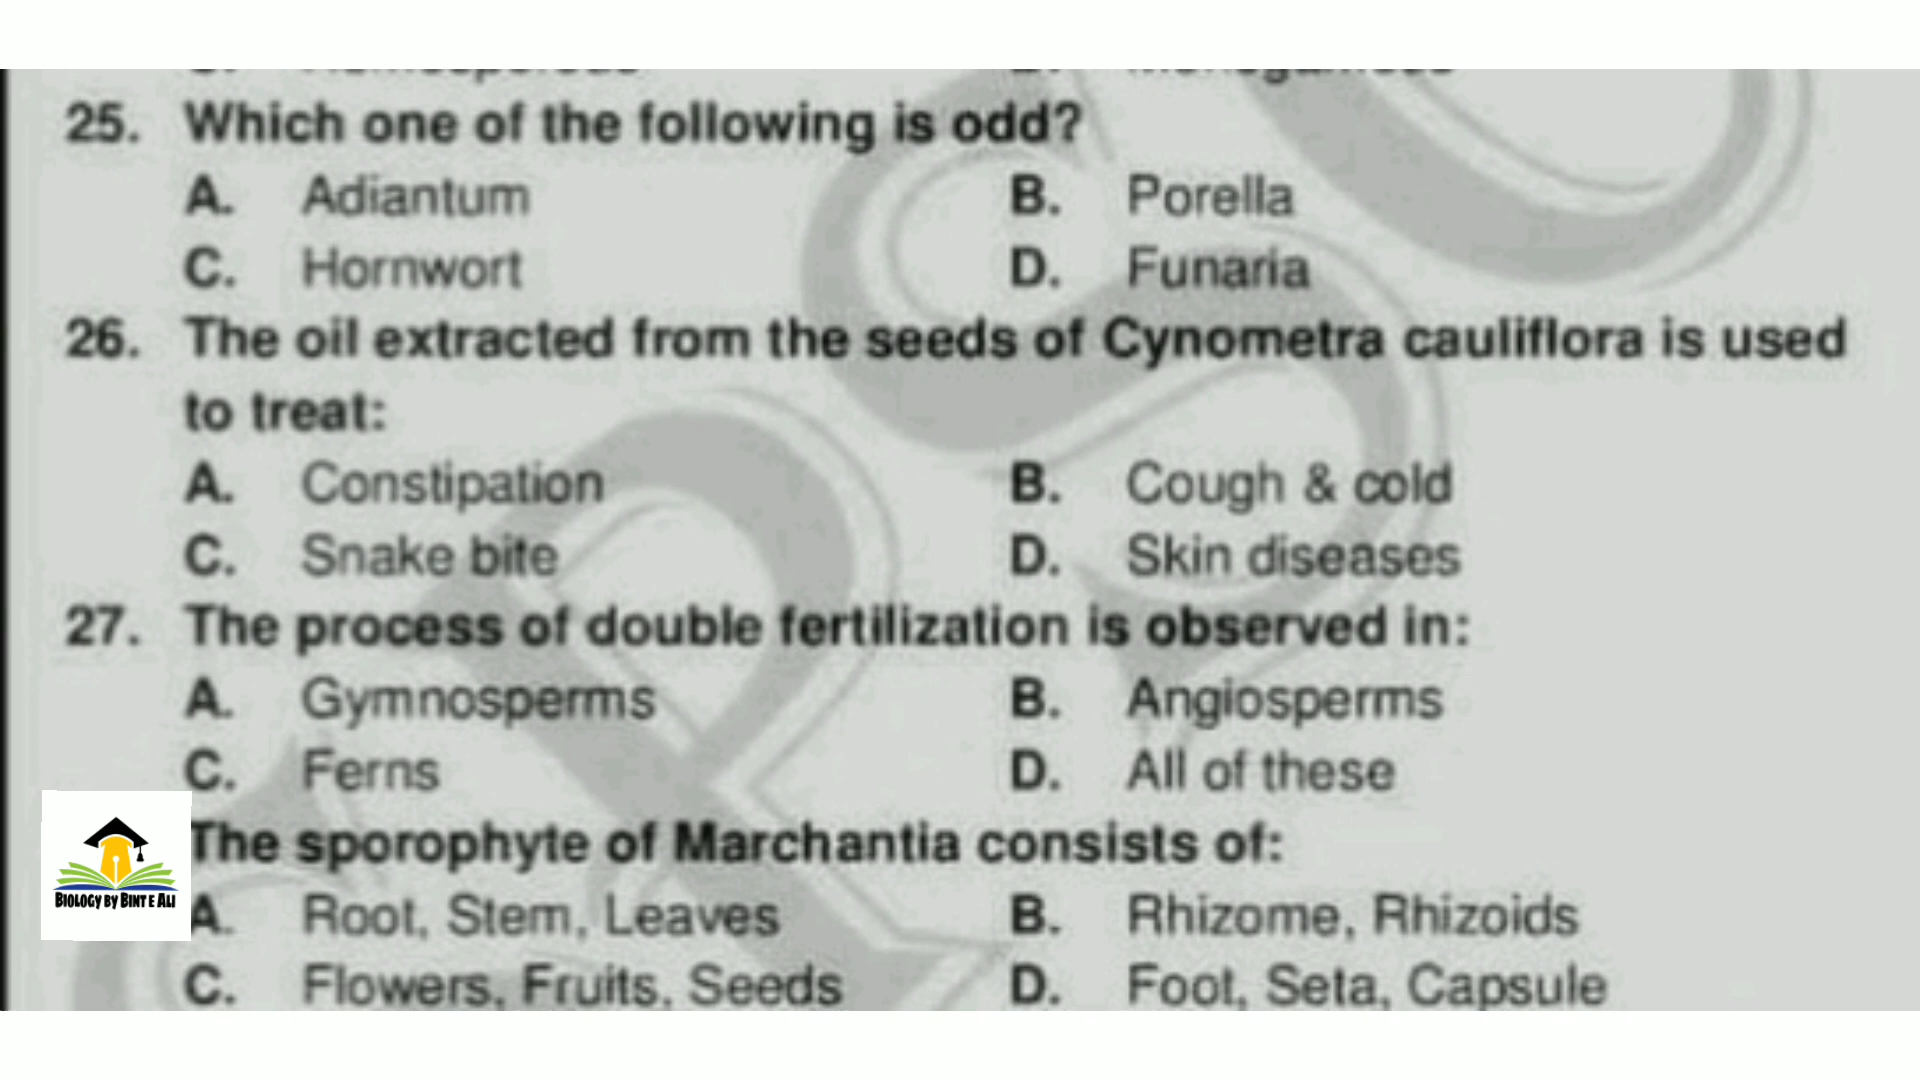 25. Which one of the following is odd?
A. Adiantum B. Porella
C. Hornwort D. Funaria
26. The oil extracted from the seeds of Cynometra cauliflora is used
to treat:
A. Constipation B. Cough & cold
C. Snake bite D. Skin diseases
27. The process of double fertilization is observed in:
A. Gymnosperms B. Angiosperms
C. Ferns D. All of these
The sporophyte of Marchantia consists of:
A. Root, Stem, Leaves B. Rhizome, Rhizoids
C. Flowers, Fruits, Seeds D. Foot, Seta, Capsule
BIOLOGY BY BINT E ALI